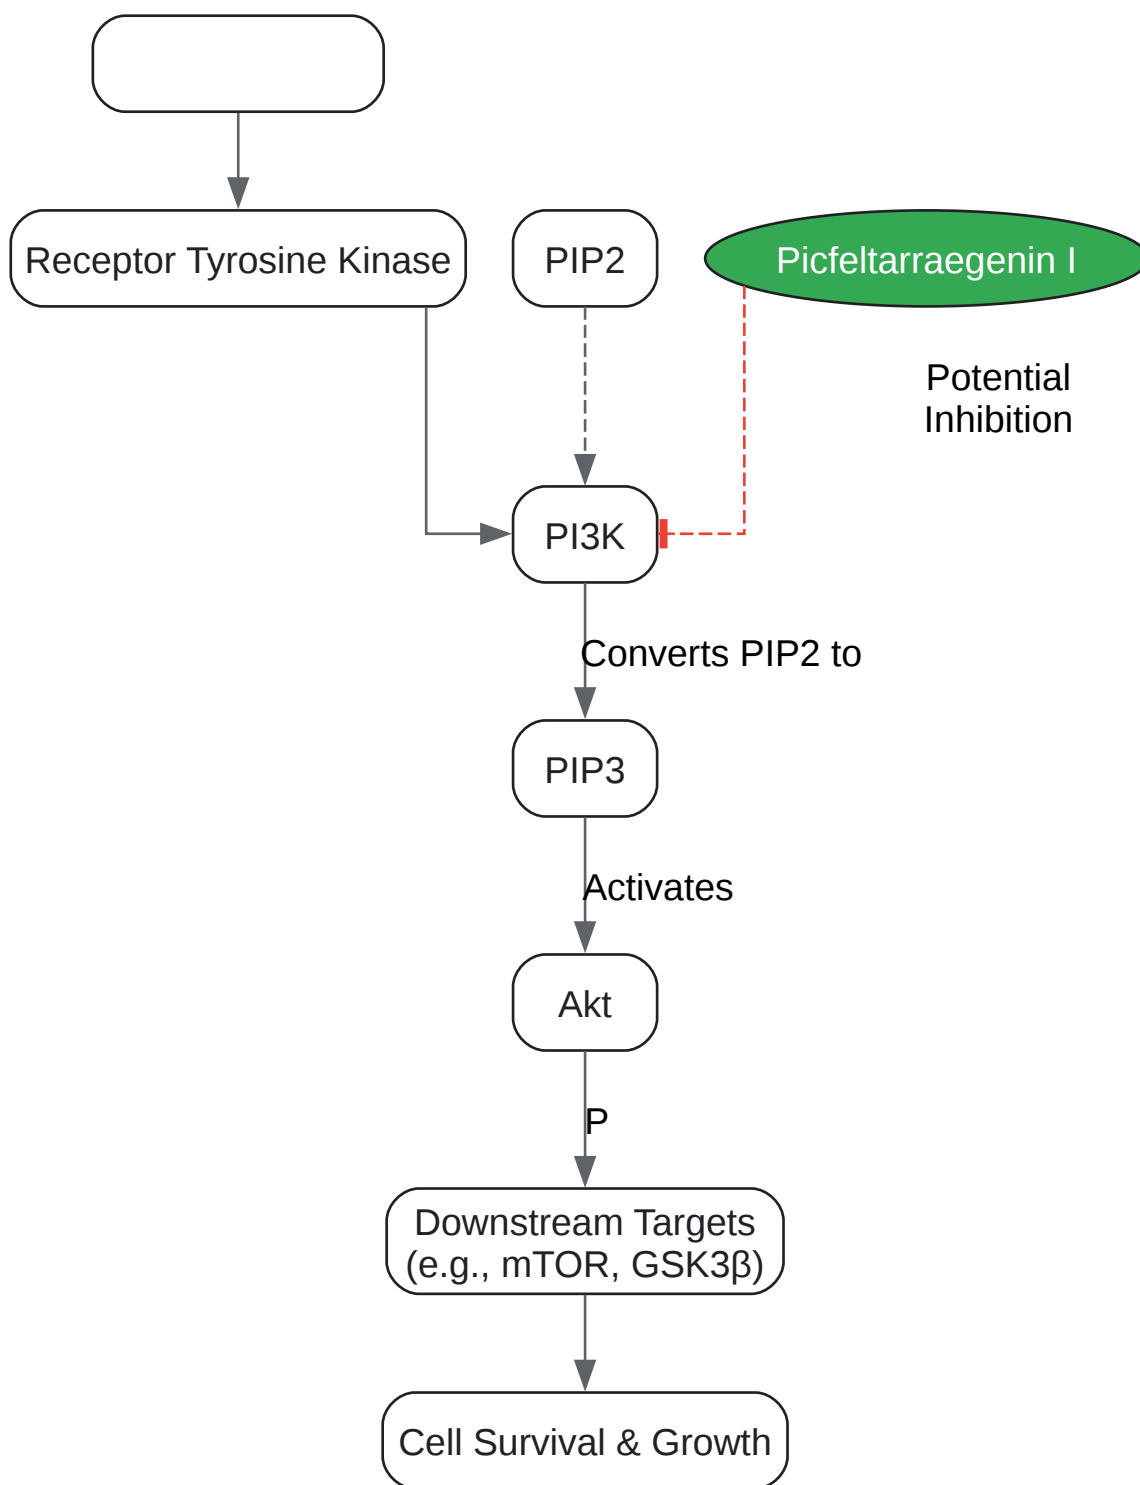 Receptor Tyrosine Kinase
PIP2
Picfeltarraegenin I
Potential
Inhibition
PI3K
Converts PIP2 to
PIP3
Activates
Akt
P
Downstream Targets
(e.g., mTOR, GSK3β)
Cell Survival & Growth